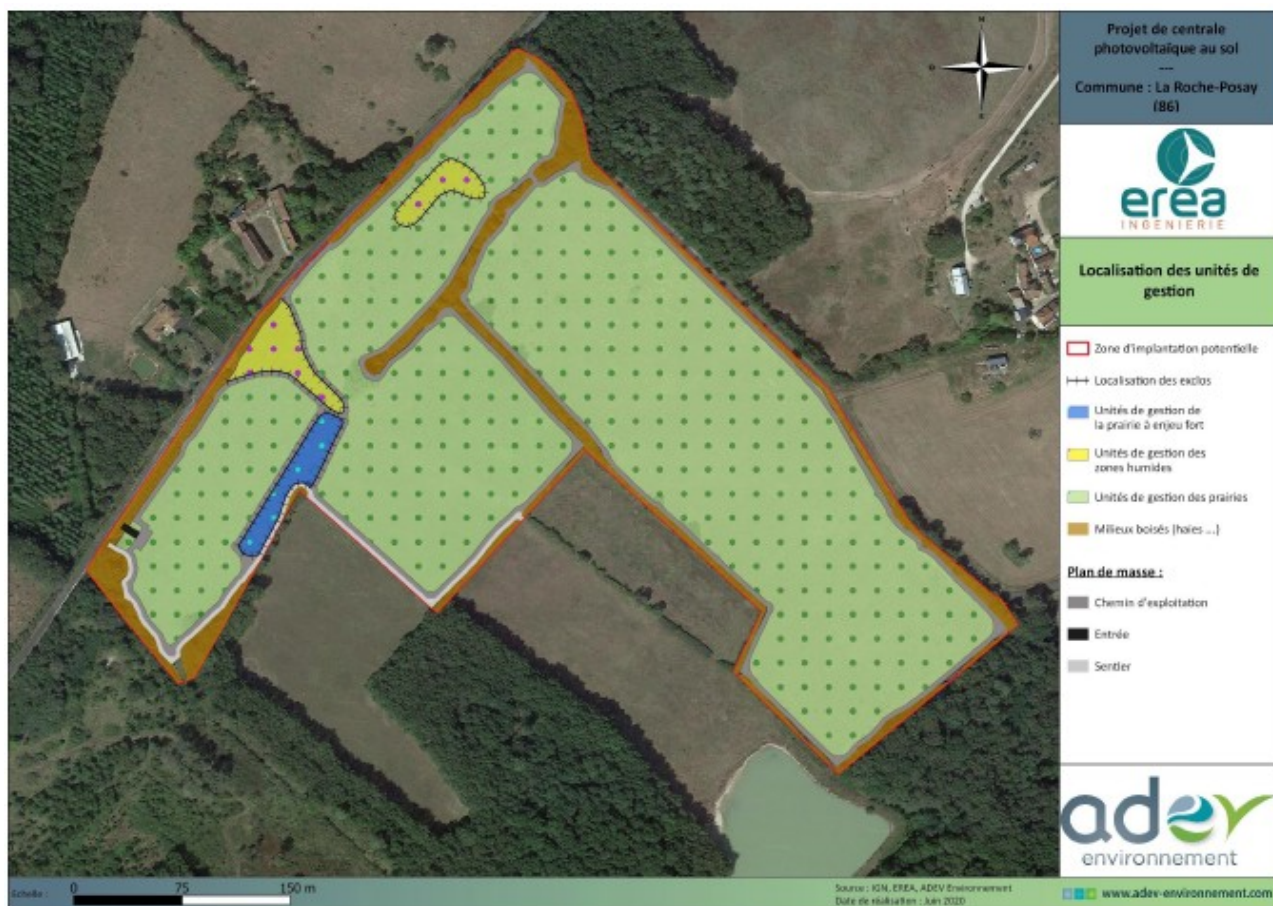 Projet de centrale
photovoltaïque au sol
---
Commune : La Roche-Posay
(86)
erea
INGENIERIE
Localisation des unités de
gestion
Zone d'implantation potentielle
Localisation des exclos
Unités de gestion de
la prairie à enjeu fort
Unités de gestion des
zones humides
Unités de gestion des prairies
Milieux boisés (haies ...)
Plan de masse :
Chemin d'exploitation
Entrée
Sentier
adev
environnement
Echelle :
0 75 150 m
Source : IGN, EREA, ADEV Environnement
Date de réalisation : Juin 2020
www.adev-environnement.com